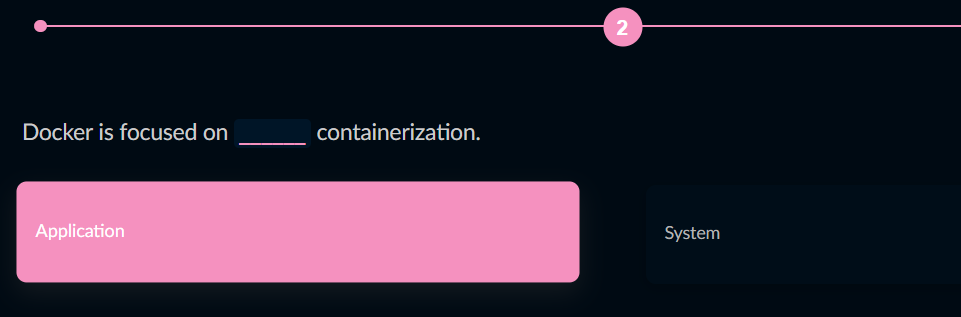 2
Docker is focused on ______ containerization.
Application
System